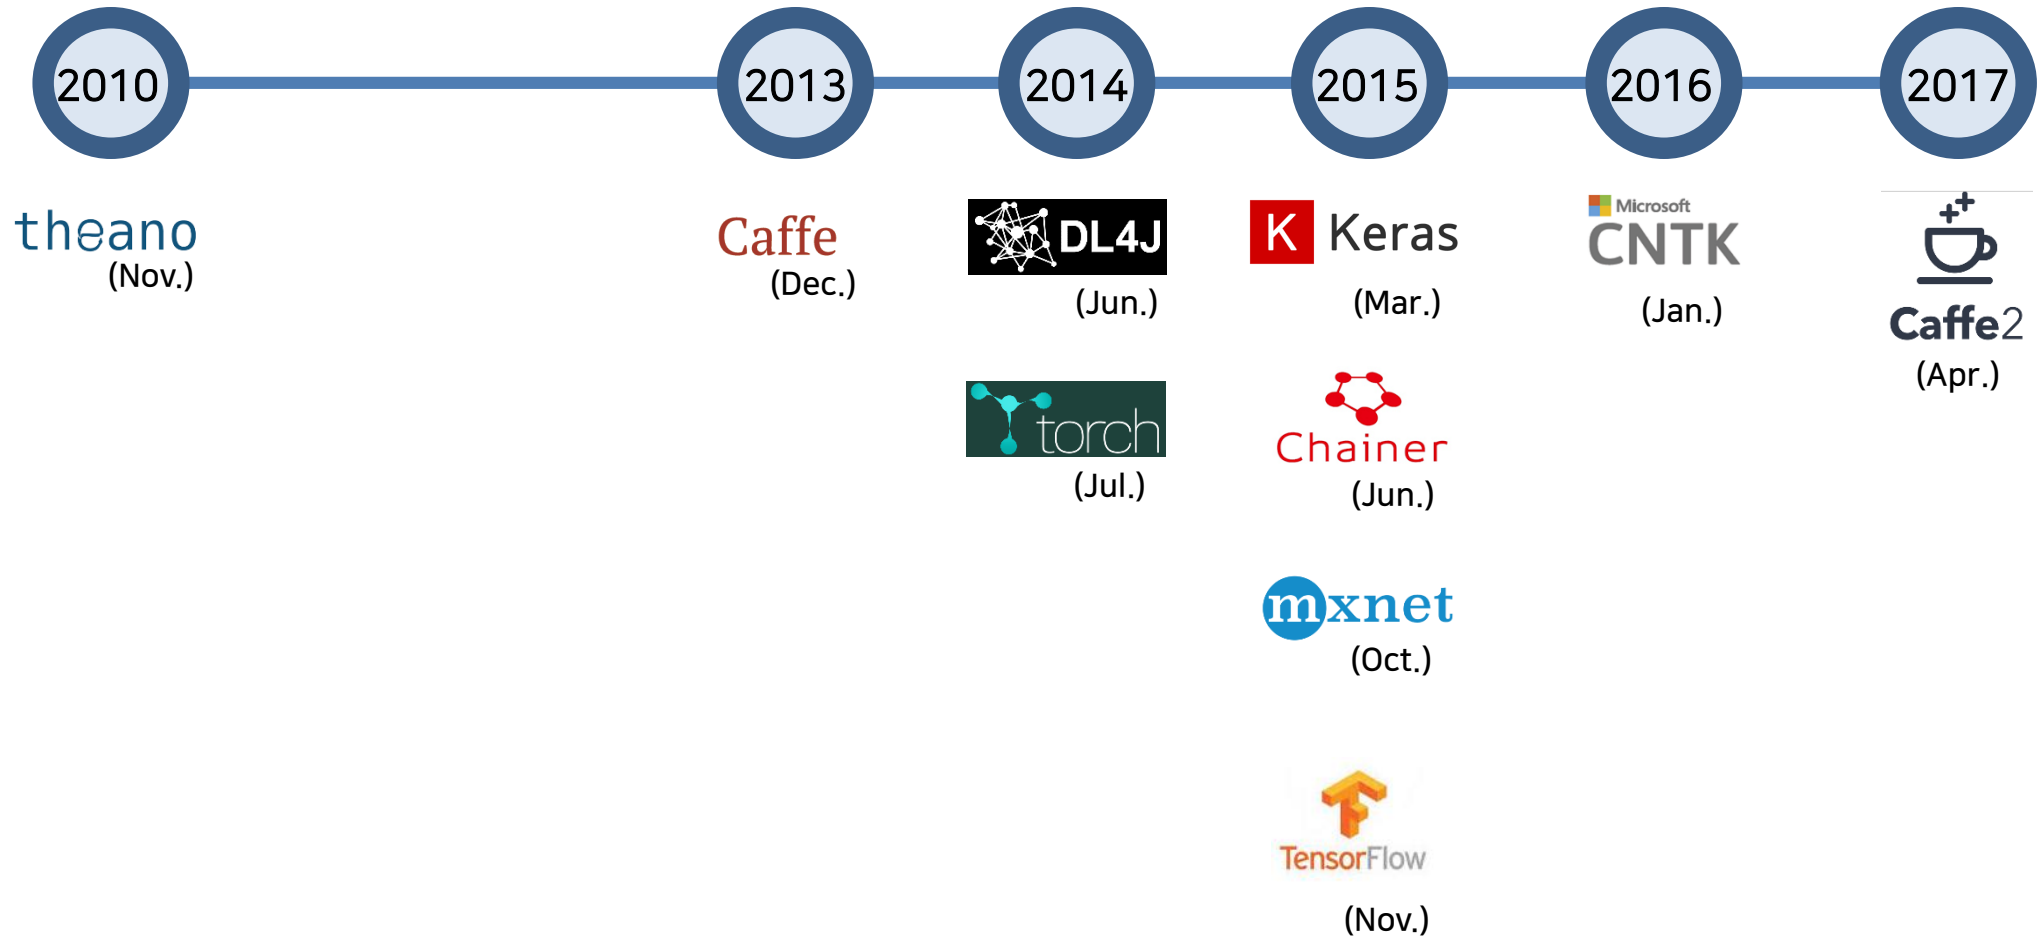 2010
2013
2014
2015
2016
2017
theano
(Nov.)
Caffe
(Dec.)
DL4J
(Jun.)
torch
(Jul.)
K Keras
(Mar.)
Chainer
(Jun.)
mxnet
(Oct.)
TensorFlow
(Nov.)
Microsoft
CNTK
(Jan.)
Caffe2
(Apr.)